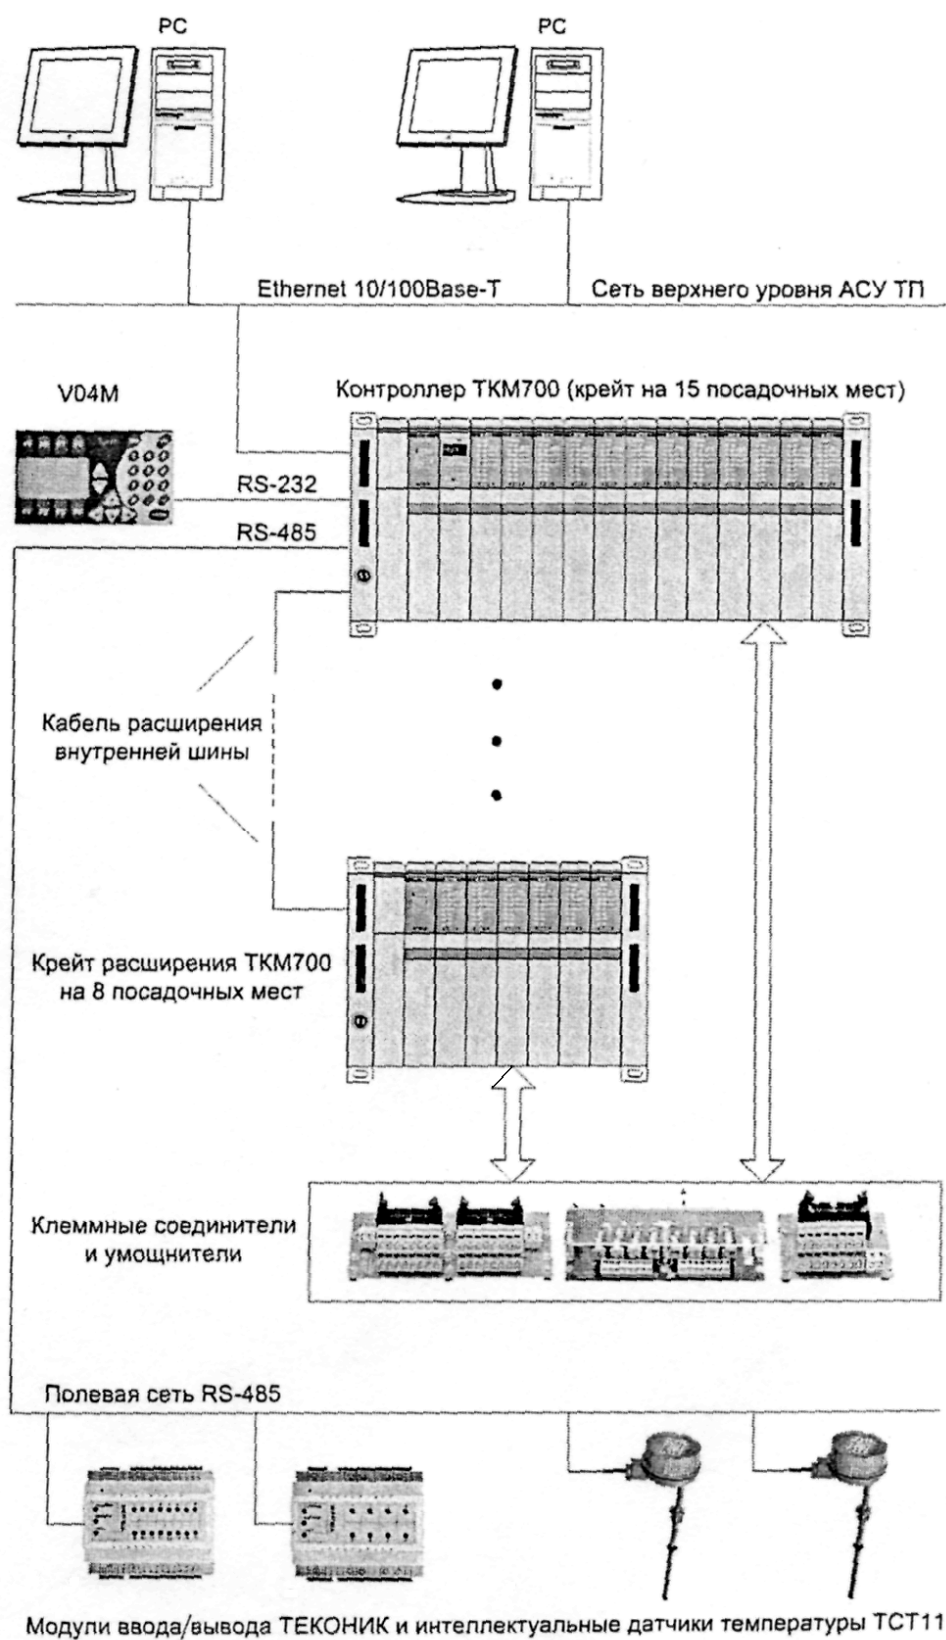 PC
PC
Ethernet 10/100Base-T
Сеть верхнего уровня АСУ ТП
V04M
Контроллер ТКМ700 (крейт на 15 посадочных мест)
RS-232
RS-485
Кабель расширения
внутренней шины
Крейт расширения ТКМ700
на 8 посадочных мест
Клеммные соединители
и умощнители
Полевая сеть RS-485
Модули ввода/вывода ТЕКОНИК и интеллектуальные датчики температуры ТСТ11